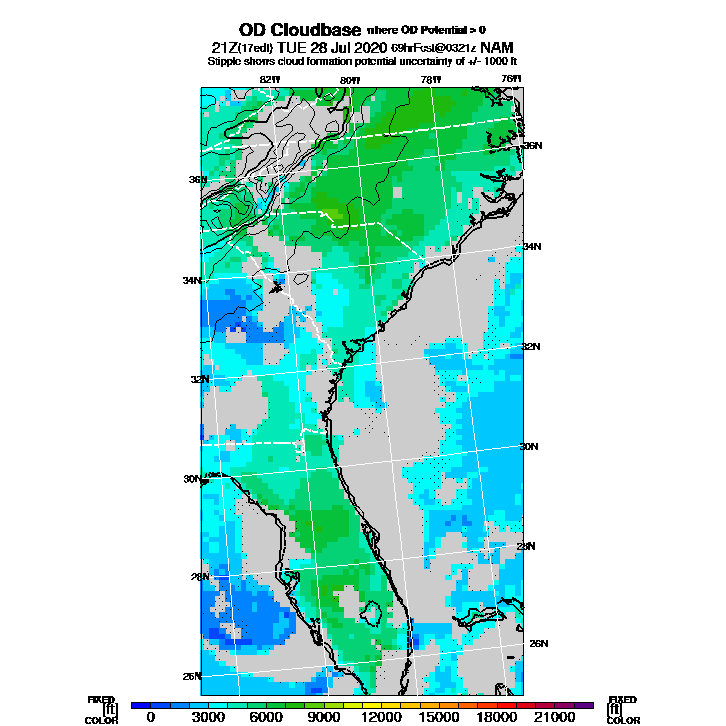 OD Cloudbase where OD Potential > 0
21Z(17edt) TUE 28 Jul 2020 69hrFcst@0321z NAM
Stipple shows cloud formation potential uncertainty of +/- 1000 ft
82W 80W 78W 76W
36N 36N
34N 34N
32N 32N
30N 30N
28N 28N
26N 26N
FIXED FIXED
[ft] [ft]
COLOR COLOR
0 3000 6000 9000 12000 15000 18000 21000